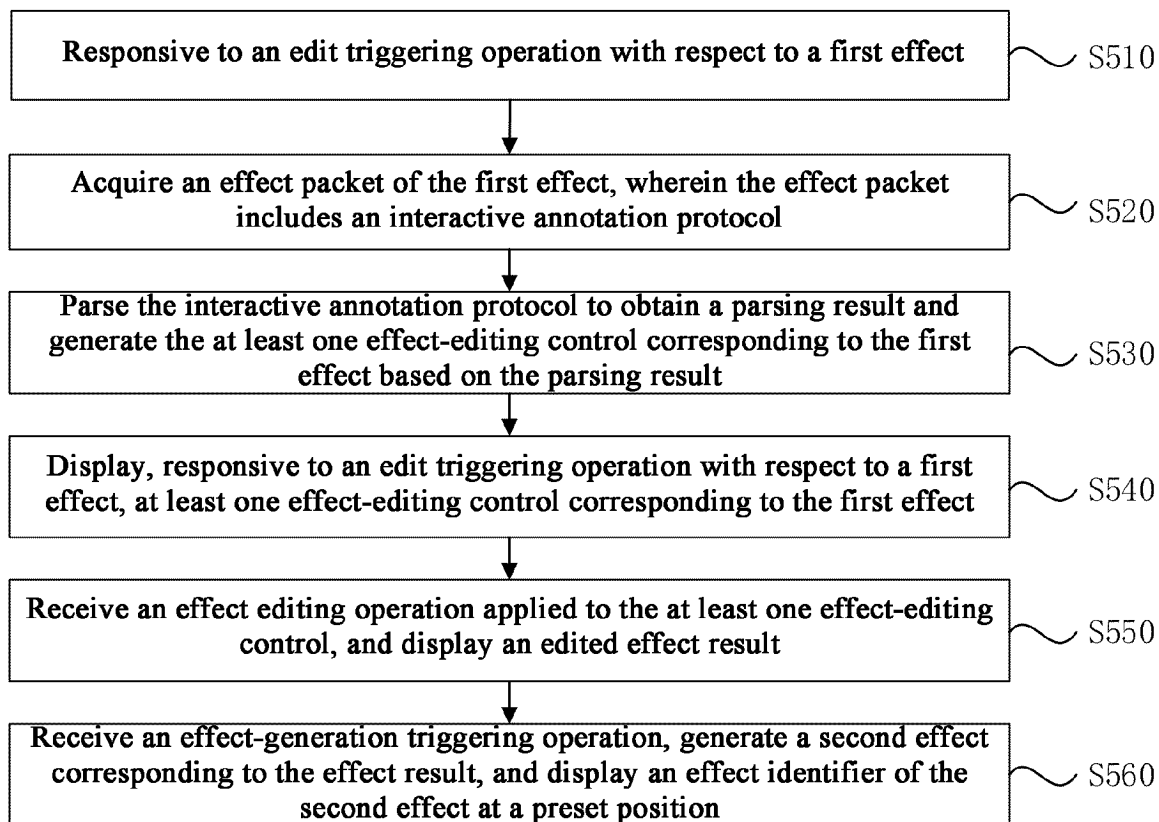 Responsive to an edit triggering operation with respect to a first effect
S510
Acquire an effect packet of the first effect, wherein the effect packet
includes an interactive annotation protocol
S520
Parse the interactive annotation protocol to obtain a parsing result and
generate the at least one effect-editing control corresponding to the first
effect based on the parsing result
S530
Display, responsive to an edit triggering operation with respect to a first
effect, at least one effect-editing control corresponding to the first effect
S540
Receive an effect editing operation applied to the at least one effect-editing
control, and display an edited effect result
S550
Receive an effect-generation triggering operation, generate a second effect
corresponding to the effect result, and display an effect identifier of the
second effect at a preset position
S560